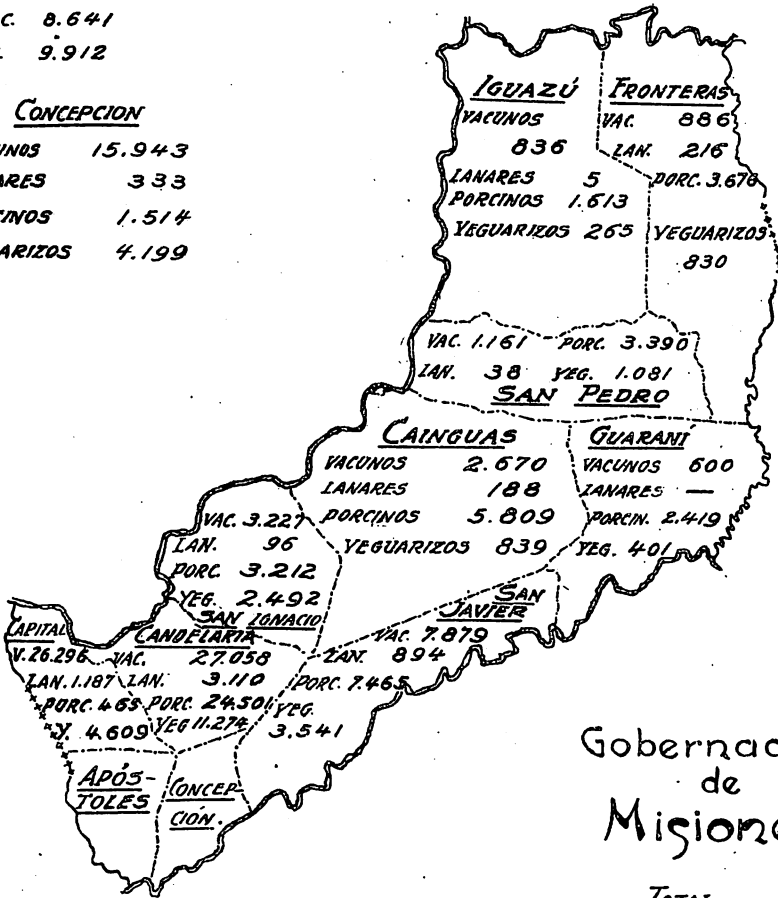 C. 8.641
9.912
CONCEPCION
15.943
333
1.514
4.199
IGUAZÚ
VACUNOS
836
LANARES 5
PORCINOS 1.613
YEGUARIZOS 265
FRONTERAS
VAC. 886
LAN. 216
PORC. 3.676
YEGUARIZOS
830
VAC. 1.161 PORC. 3.390
LAN. 38 YEG. 1.081
SAN PEDRO
CAINGUAS
VACUNOS 2.670
LANARES 188
PORCINOS 5.809
YEGUARIZOS 839
GUARANÍ
VACUNOS 600
LANARES —
PORCIN. 2.419
YEG. 401
VAC. 3.227
LAN. 96
PORC. 3.212
YEG. 2.492
SAN IGNACIO
SAN
JAVIER
VAC. 7.879
LAN. 894
PORC. 7.465
YEG.
3.541
CAPITAL
V. 26.296
LAN. 1.187
PORC. 465
Y. 4.609
CANDELARIA
VAC. 27.058
LAN. 3.110
PORC. 24.501
YEG 11.274
APÓS-
TOLES
CONCEP-
CIÓN.
Gobernac
de
Misione
TOTAL